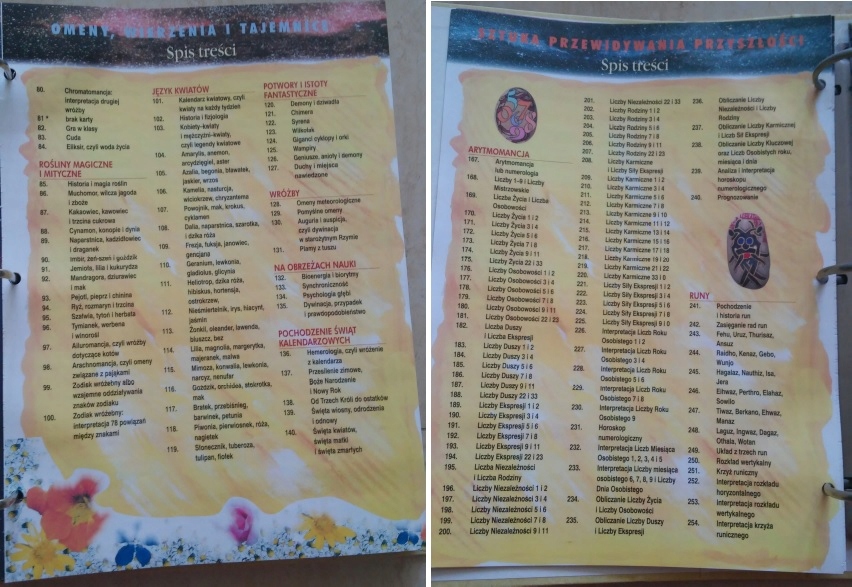 OMENY, WIERZENIA I TAJEMNICE
Spis treści
80. Chromatomancja:
interpretacja drugiej
wróżby
81 * brak karty
82. Gra w klasy
83. Cuda
84. Eliksir, czyli woda życia
ROŚLINY MAGICZNE
I MITYCZNE
85. Historia i magia roślin
86. Muchomor, wilcza jagoda
i zboże
87. Kakaowiec, kawowiec
i trzcina cukrowa
88. Cynamon, konopie i dynia
89. Naparstnica, kadzidłowiec
i draganek
90. Imbir, żeń-szeń i guździk
91. Jemioła, lilia i kukurydza
92. Mandragora, dziurawiec
i mak
93. Pejotl, pieprz i chinina
94. Ryż, rozmaryn i trzcina
95. Szałwia, tytoń i herbata
96. Tymianek, werbena
i winorośl
97. Ailuromancja, czyli wróżby
dotyczące kotów
98. Arachnomancja, czyli omeny
związane z pająkami
99. Zodiak wróżebny albo
wzajemne oddziaływania
znaków zodiaku
100. Zodiak wróżebny:
interpretacja 78 powiązań
między znakami
JĘZYK KWIATÓW
101. Kalendarz kwiatowy, czyli
kwiaty na każdy tydzień
102. Historia i fizjologia
103. Kobiety-kwiaty
i mężczyźni-kwiaty,
czyli legendy kwiatowe
104. Amarylis, anemon,
arcydzięgiel, aster
105. Azalia, begonia, bławatek,
jaskier, wrzos
106. Kamelia, nasturcja,
wiciokrzew, chryzantema
107. Powojnik, mak, krokus,
cyklamen
108. Dalia, naparstnica, szarotka,
i dzika róża
109. Frezja, fuksja, janowiec,
gencjana
110. Geranium, lewkonia,
gladiolus, glicynia
111. Heliotrop, dzika róża,
hibiskus, hortensja,
ostrokrzew,
112. Nieśmiertelnik, irys, hiacynt,
jaśmin
113. Żonkil, oleander, lawenda,
bluszcz, bez
114. Lilia, magnolia, margerytka,
majeranek, malwa
115. Mimoza, konwalia, lewkonia,
narcyz, nenufar
116. Goździk, orchidea, stokrotka,
mak
117. Bratek, przebiśnieg,
barwinek, petunia
118. Piwonia, pierwiosnek, róża,
nagietek
119. Słonecznik, tuberoza,
tulipan, fiołek
POTWORY I ISTOTY
FANTASTYCZNE
120. Demony i dziwadła
121. Chimera
122. Syrena
123. Wilkołak
124. Giganci cyklopy i orki
125. Wampiry
126. Geniusze, anioły i demony
127. Duchy i miejsca
nawiedzone
WRÓŻBY
128. Omeny meteorologiczne
129. Pomyślne omeny
130. Auguria i auspicja,
czyli dywinacja
w starożytnym Rzymie
131. Plamy z tuszu
NA OBRZEŻACH NAUKI
132. Bioenergia i biorytmy
133. Synchroniczność
134. Psychologia głębi
135. Dywinacja, przypadek
i prawdopodobieństwo
POCHODZENIE ŚWIĄT
KALENDARZOWYCH
136. Hemerologia, czyli wróżenie
z kalendarza
137. Przesilenie zimowe,
Boże Narodzenie
i Nowy Rok
138. Od Trzech Króli do ostatków
139. Święta wiosny, odrodzenia
i odnowy
140. Święta kwiatów,
święta matki
i święta zmarłych
SZTUKA PRZEWIDYWANIA PRZYSZŁOŚCI
Spis treści
ARYTMOMANCJA
167. Arytmomancja
lub numerologia
168. Liczby 1–9 i Liczby
Mistrzowskie
169. Liczba Życia i Liczba
Osobowości
170. Liczby Życia 1 i 2
171. Liczby Życia 3 i 4
172. Liczby Życia 5 i 6
173. Liczby Życia 7 i 8
174. Liczby Życia 9 i 11
175. Liczby Życia 22 i 33
176. Liczby Osobowości 1 i 2
177. Liczby Osobowości 3 i 4
178. Liczby Osobowości 5 i 6
179. Liczby Osobowości 7 i 8
180. Liczby Osobowości 9 i 11
181. Liczby Osobowości 22 i 23
182. Liczba Duszy
i Liczba Ekspresji
183. Liczby Duszy 1 i 2
184. Liczby Duszy 3 i 4
185. Liczby Duszy 5 i 6
186. Liczby Duszy 7 i 8
187. Liczby Duszy 9 i 11
188. Liczby Duszy 22 i 33
189. Liczby Ekspresji 1 i 2
190. Liczby Ekspresji 3 i 4
191. Liczby Ekspresji 5 i 6
192. Liczby Ekspresji 7 i 8
193. Liczby Ekspresji 9 i 11
194. Liczby Ekspresji 22 i 23
195. Liczba Niezależności
i Liczba Rodziny
196. Liczby Niezależności 1 i 2
197. Liczby Niezależności 3 i 4
198. Liczby Niezależności 5 i 6
199. Liczby Niezależności 7 i 8
200. Liczby Niezależności 9 i 11
201. Liczby Niezależności 22 i 33
202. Liczby Rodziny 1 i 2
203. Liczby Rodziny 3 i 4
204. Liczby Rodziny 5 i 6
205. Liczby Rodziny 7 i 8
206. Liczby Rodziny 9 i 11
207. Liczby Rodziny 22 i 23
208. Liczby Karmiczne
i Liczby Siły Ekspresji
209. Liczby Karmiczne 1 i 2
210. Liczby Karmiczne 3 i 4
211. Liczby Karmiczne 5 i 6
212. Liczby Karmiczne 7 i 8
213. Liczby Karmiczne 9 i 10
214. Liczby Karmiczne 11 i 12
215. Liczby Karmiczne 13 i 14
216. Liczby Karmiczne 15 i 16
217. Liczby Karmiczne 17 i 18
218. Liczby Karmiczne 19 i 20
219. Liczby Karmiczne 21 i 22
220. Liczby Karmiczne 33 i 0
221. Liczby Siły Ekspresji 1 i 2
222. Liczby Siły Ekspresji 3 i 4
223. Liczby Siły Ekspresji 5 i 6
224. Liczby Siły Ekspresji 7 i 8
225. Liczby Siły Ekspresji 9 i 0
226. Interpretacja Liczb Roku
Osobistego 1 i 2
227. Interpretacja Liczb Roku
Osobistego 3 i 4
228. Interpretacja Liczb Roku
Osobistego 5 i 6
229. Interpretacja Liczb Roku
Osobistego 7 i 8
230. Interpretacja Liczby Roku
Osobistego 9
231. Horoskop
numerologiczny
232. Interpretacja Liczb Miesiąca
Osobistego 1, 2, 3, 4 i 5
233. Interpretacja Liczby miesiąca
osobistego 6, 7, 8, 9 i Liczby
Dnia Osobistego
234. Obliczanie Liczby Życia
i Liczby Osobowości
235. Obliczanie Liczby Duszy
i Liczby Ekspresji
236. Obliczanie Liczby
Niezależności i Liczby
Rodziny
237. Obliczanie Liczby Karmicznej
i Liczb Sił Ekspresji
238. Obliczanie Liczby Kluczowej
oraz Liczb Osobistych roku,
miesiąca i dnia
239. Analiza i interpretacja
horoskopu
numerologicznego
240. Prognozowanie
RUNY
241. Pochodzenie
i historia run
242. Zasięganie rad run
243. Fehu, Uruz, Thurisaz,
Ansuz
244. Raidho, Kenaz, Gebo,
Wunjo
245. Hagalaz, Nauthiz, Isa,
Jera
246. Eihwaz, Perthro, Elahaz,
Sowilo
247. Tiwaz, Berkano, Ehwaz,
Manaz
248. Laguz, Ingwaz, Dagaz,
Othala, Wotan
249. Układ z trzech run
250. Rozkład wertykalny
251. Krzyż runiczny
252. Interpretacja rozkładu
horyzontalnego
253. Interpretacja rozkładu
wertykalnego
254. Interpretacja krzyża
runicznego